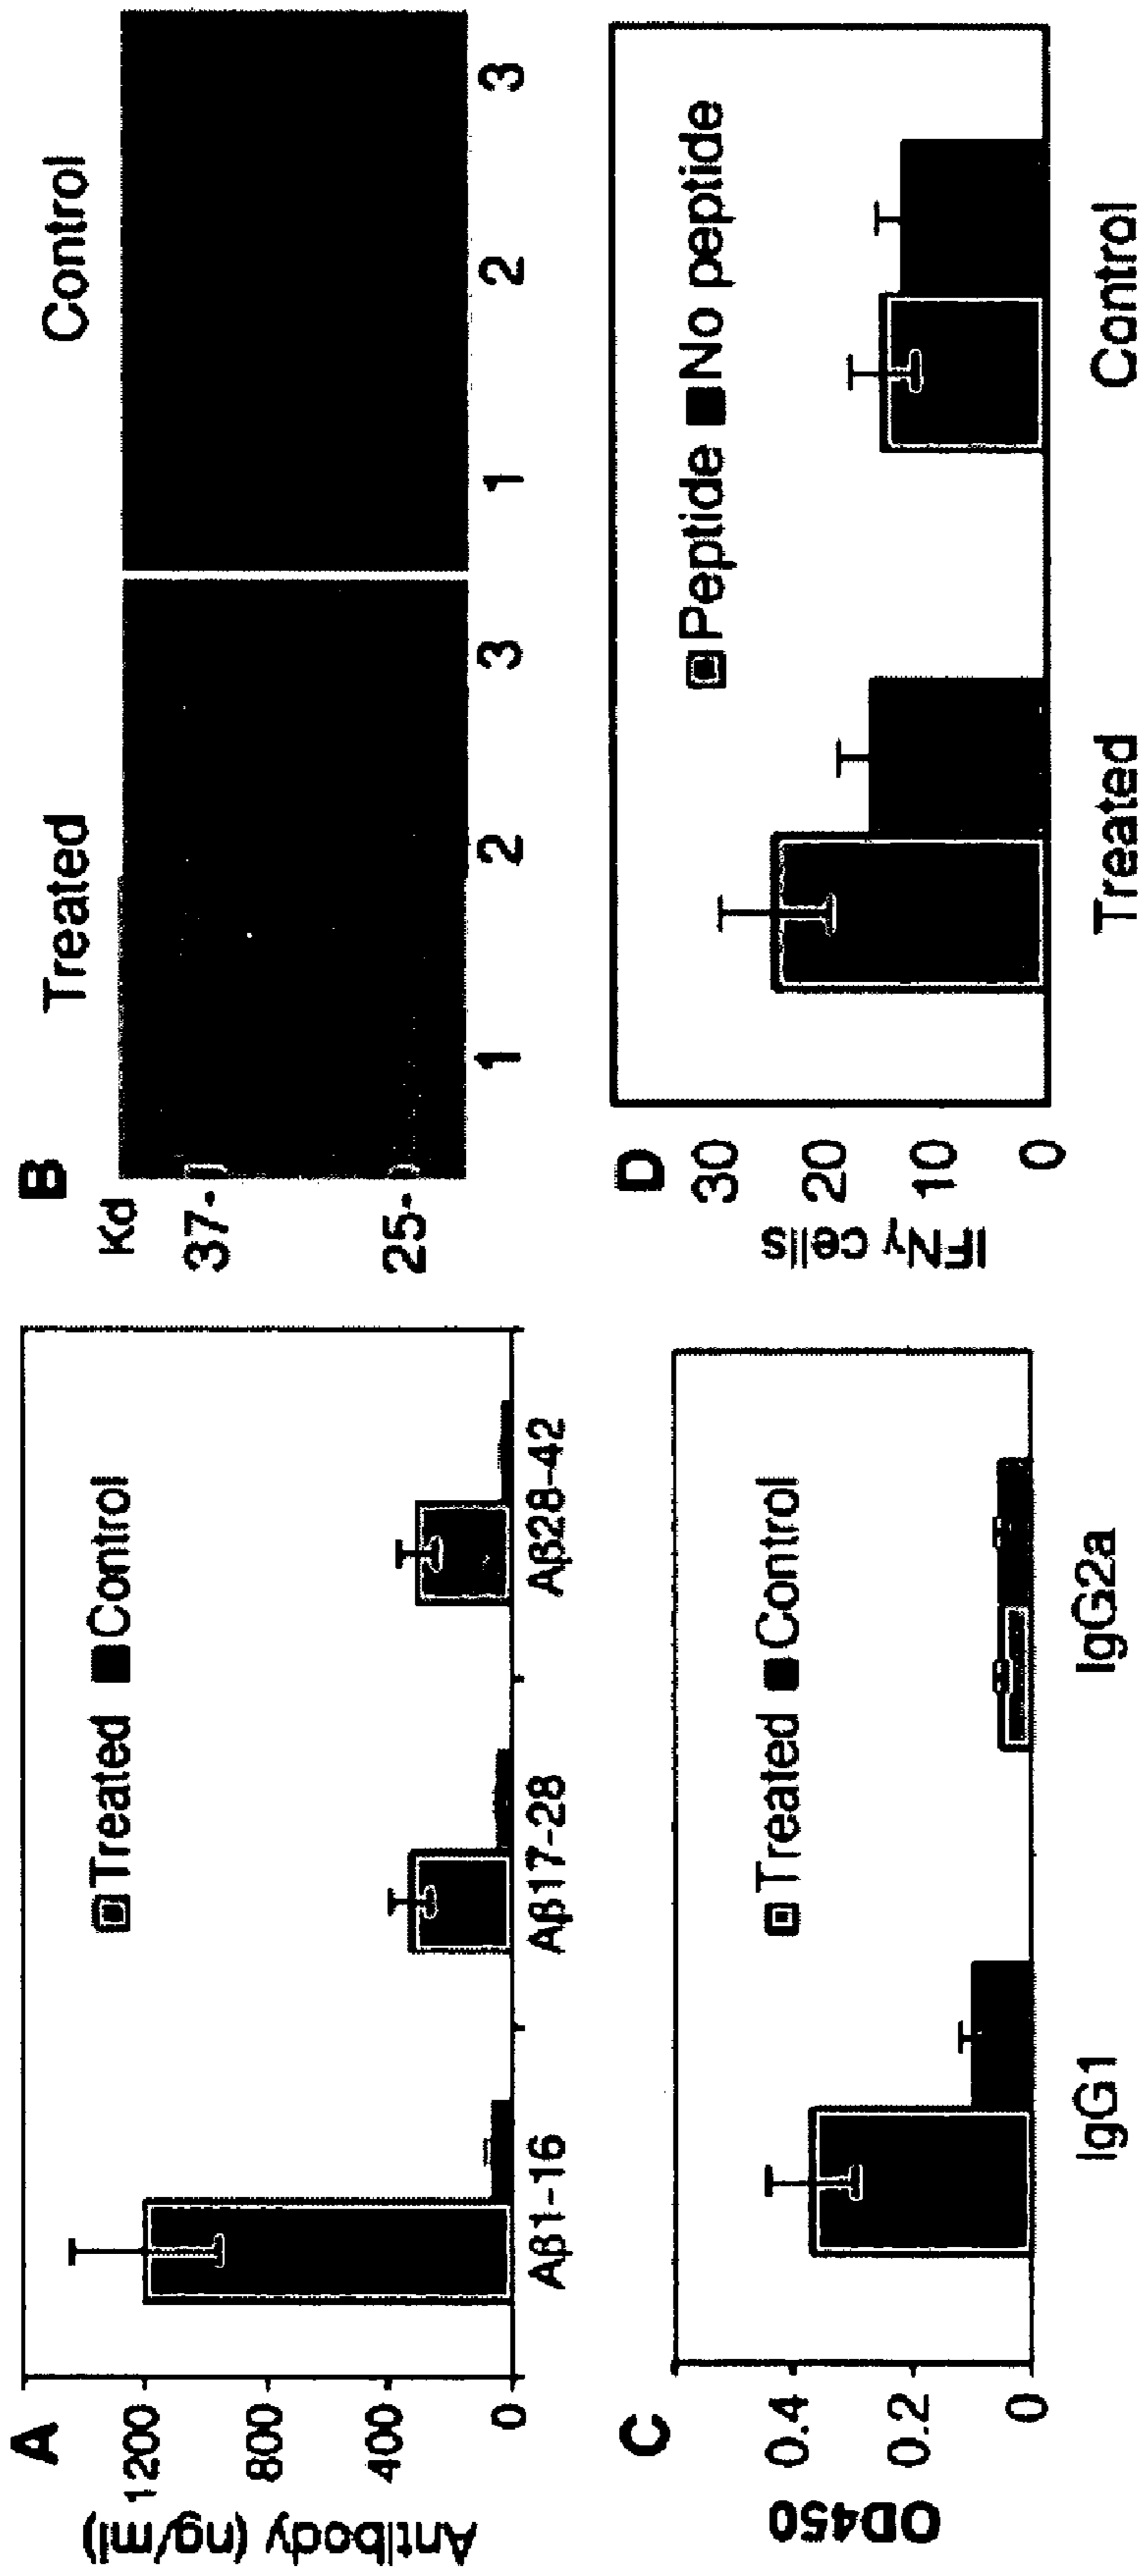 A
Antibody (ng/ml)
1200
800
400
0
Treated Control
Aβ1-16 Aβ17-28 Aβ28-42
B
Treated Control
Kd
37-
25-
1 2 3 1 2 3
C
OD450
0.4
0.2
0
Treated Control
IgG1 IgG2a
D
IFNγ cells
30
20
10
0
Peptide No peptide
Treated Control